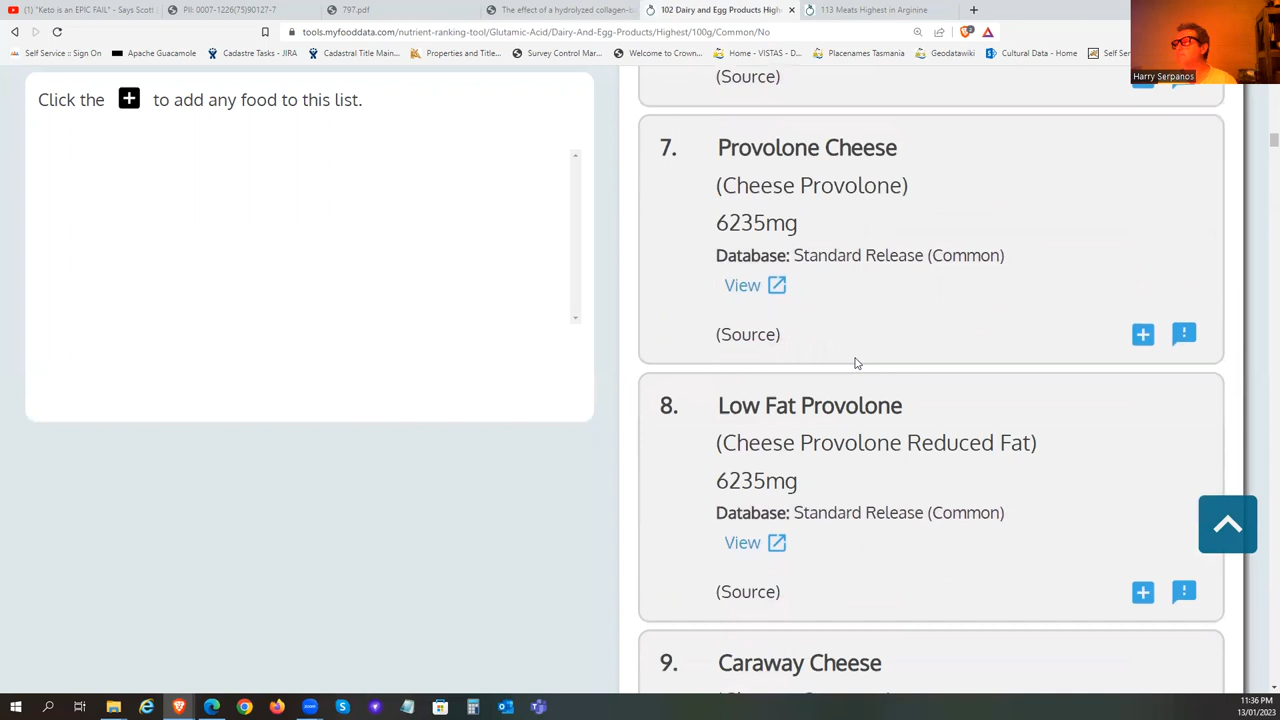 (1) "Keto is an EPIC FAIL" - Says Scott
PII: 0007-1226(75)90127-7
797.pdf
The effect of a hydrolyzed collagen-b
102 Dairy and Egg Products High
113 Meats Highest in Arginine
tools.myfooddata.com/nutrient-ranking-tool/Glutamic-Acid/Dairy-And-Egg-Products/Highest/100g/Common/No
Self Service :: Sign On
Apache Guacamole
Cadastre Tasks - JIRA
Cadastral Title Main...
Properties and Title...
Survey Control Mar...
Welcome to Crown...
Home - VISTAS - D...
Placenames Tasmania
Geodatawiki
Cultural Data - Home
Self Ser
Harry Serpanos
Click the + to add any food to this list.
(Source)
7. Provolone Cheese
(Cheese Provolone)
6235mg
Database: Standard Release (Common)
View
(Source)
8. Low Fat Provolone
(Cheese Provolone Reduced Fat)
6235mg
Database: Standard Release (Common)
View
(Source)
9. Caraway Cheese
11:36 PM
13/01/2023